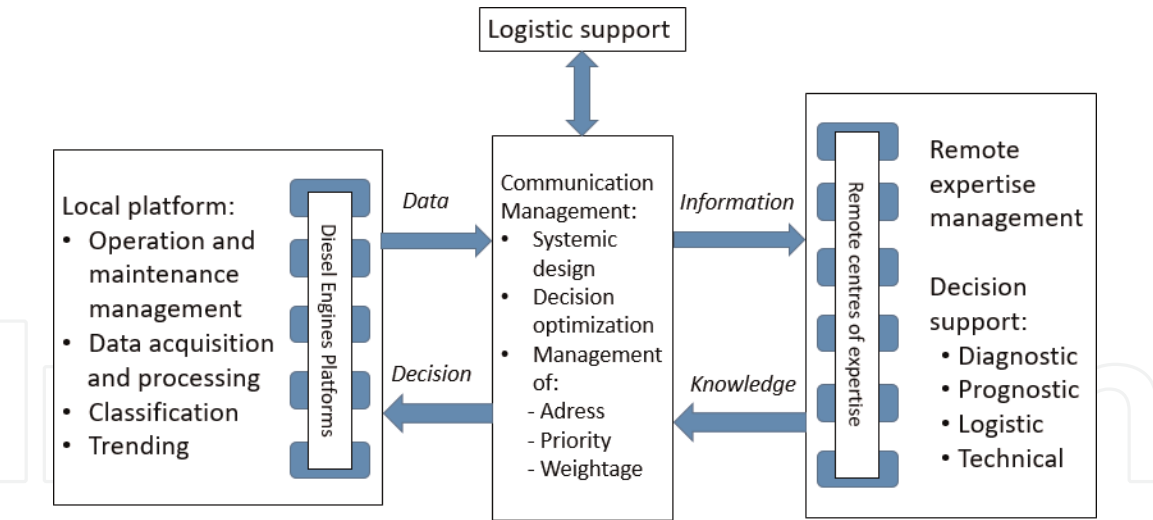 Logistic support
Local platform:
• Operation and
maintenance
management
• Data acquisition
and processing
• Classification
• Trending
Diesel Engines Platforms
Data
Decision
Communication
Management:
• Systemic
design
• Decision
optimization
• Management
of:
- Adress
- Priority
- Weightage
Information
Knowledge
Remote centres of expertise
Remote
expertise
management
Decision
support:
• Diagnostic
• Prognostic
• Logistic
• Technical